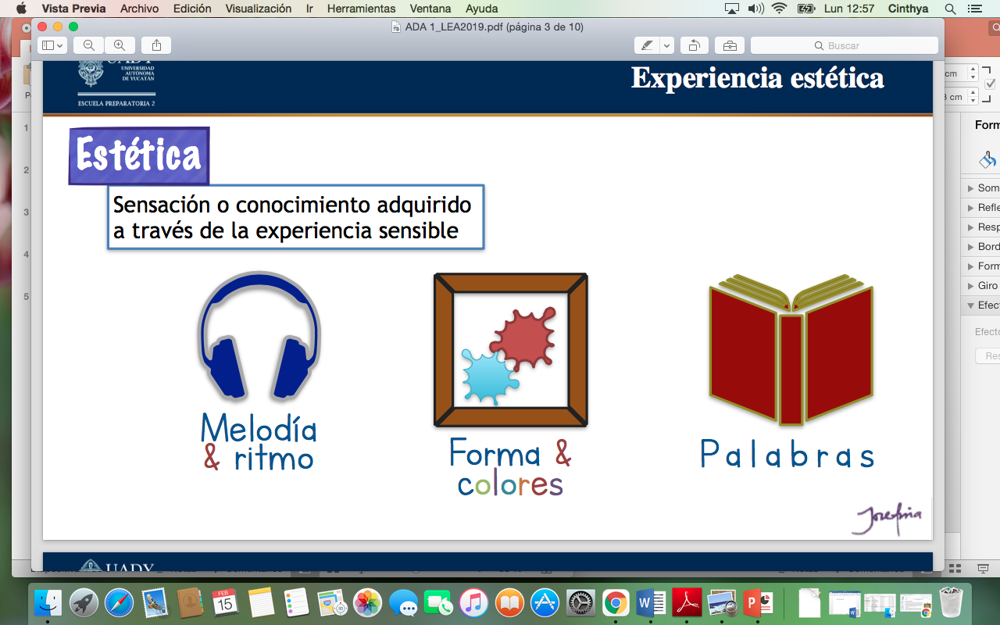 Vista Previa Archivo Edición Visualización Ir Herramientas Ventana Ayuda Lun 12:57 Cinthya
ADA 1_LEA2019.pdf (página 3 de 10)
Buscar
UADY
UNIVERSIDAD
AUTÓNOMA
DE YUCATÁN
ESCUELA PREPARATORIA 2
Experiencia estética
cm
cm
Estética
Sensación o conocimiento adquirido
a través de la experiencia sensible
Melodía
& ritmo
Forma &
colores
Palabras
Josefina
UADY
1
2
3
4
5
Form
Som
Refle
Resp
Bord
Form
Giro
Efect
Efecto
Res
FEB
15